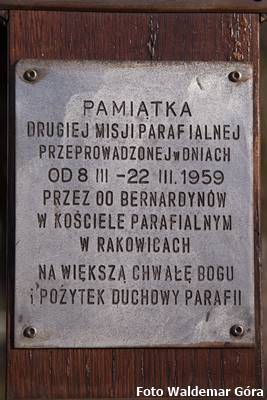 PAMIĄTKA
DRUGIEJ MISJI PARAFIALNEJ
PRZEPROWADZONEJ W DNIACH
OD 8 III – 22 III. 1959
PRZEZ OO BERNARDYNÓW
W KOŚCIELE PARAFIALNYM
W RAKOWICACH
NA WIĘKSZĄ CHWAŁĘ BOGU
i POŻYTEK DUCHOWY PARAFII
Foto Waldemar Góra